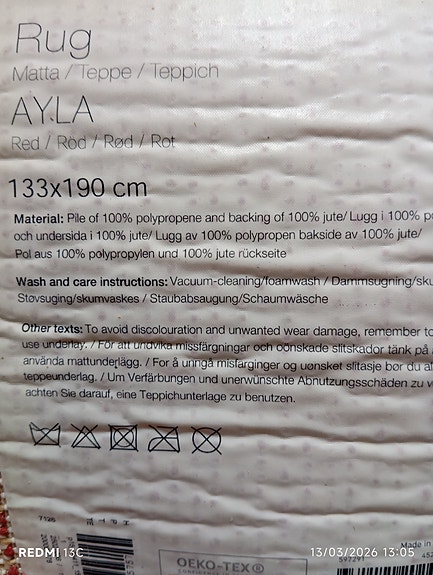 Rug
Matta / Teppe / Teppich
AYLA
Red / Röd / Rød / Rot
133x190 cm
Material: Pile of 100% polypropene and backing of 100% jute/ Lugg i 100% po
och undersida i 100% jute/ Lugg av 100% polypropen bakside av 100% jute/
Pol aus 100% polypropylen und 100% jute rückseite
Wash and care instructions: Vacuum-cleaning/foamwash / Dammsugning/sku
Støvsuging/skumvaskes / Staubabsaugung/Schaumwäsche
Other texts: To avoid discolouration and unwanted wear damage, remember to
use underlay. / För att undvika missfärgningar och oönskade slitskador tänk på
använda mattunderlägg. / For å unngå misfarginger og uønsket slitasje bør du
teppeunderlag. / Um Verfärbungen und unerwünschte Abnutzungsschäden zu v
achten Sie darauf, eine Teppichunterlage zu benutzen.
7126
Made in
OEKO-TEX®
597291
REDMI 13C
13/03/2026 13:05